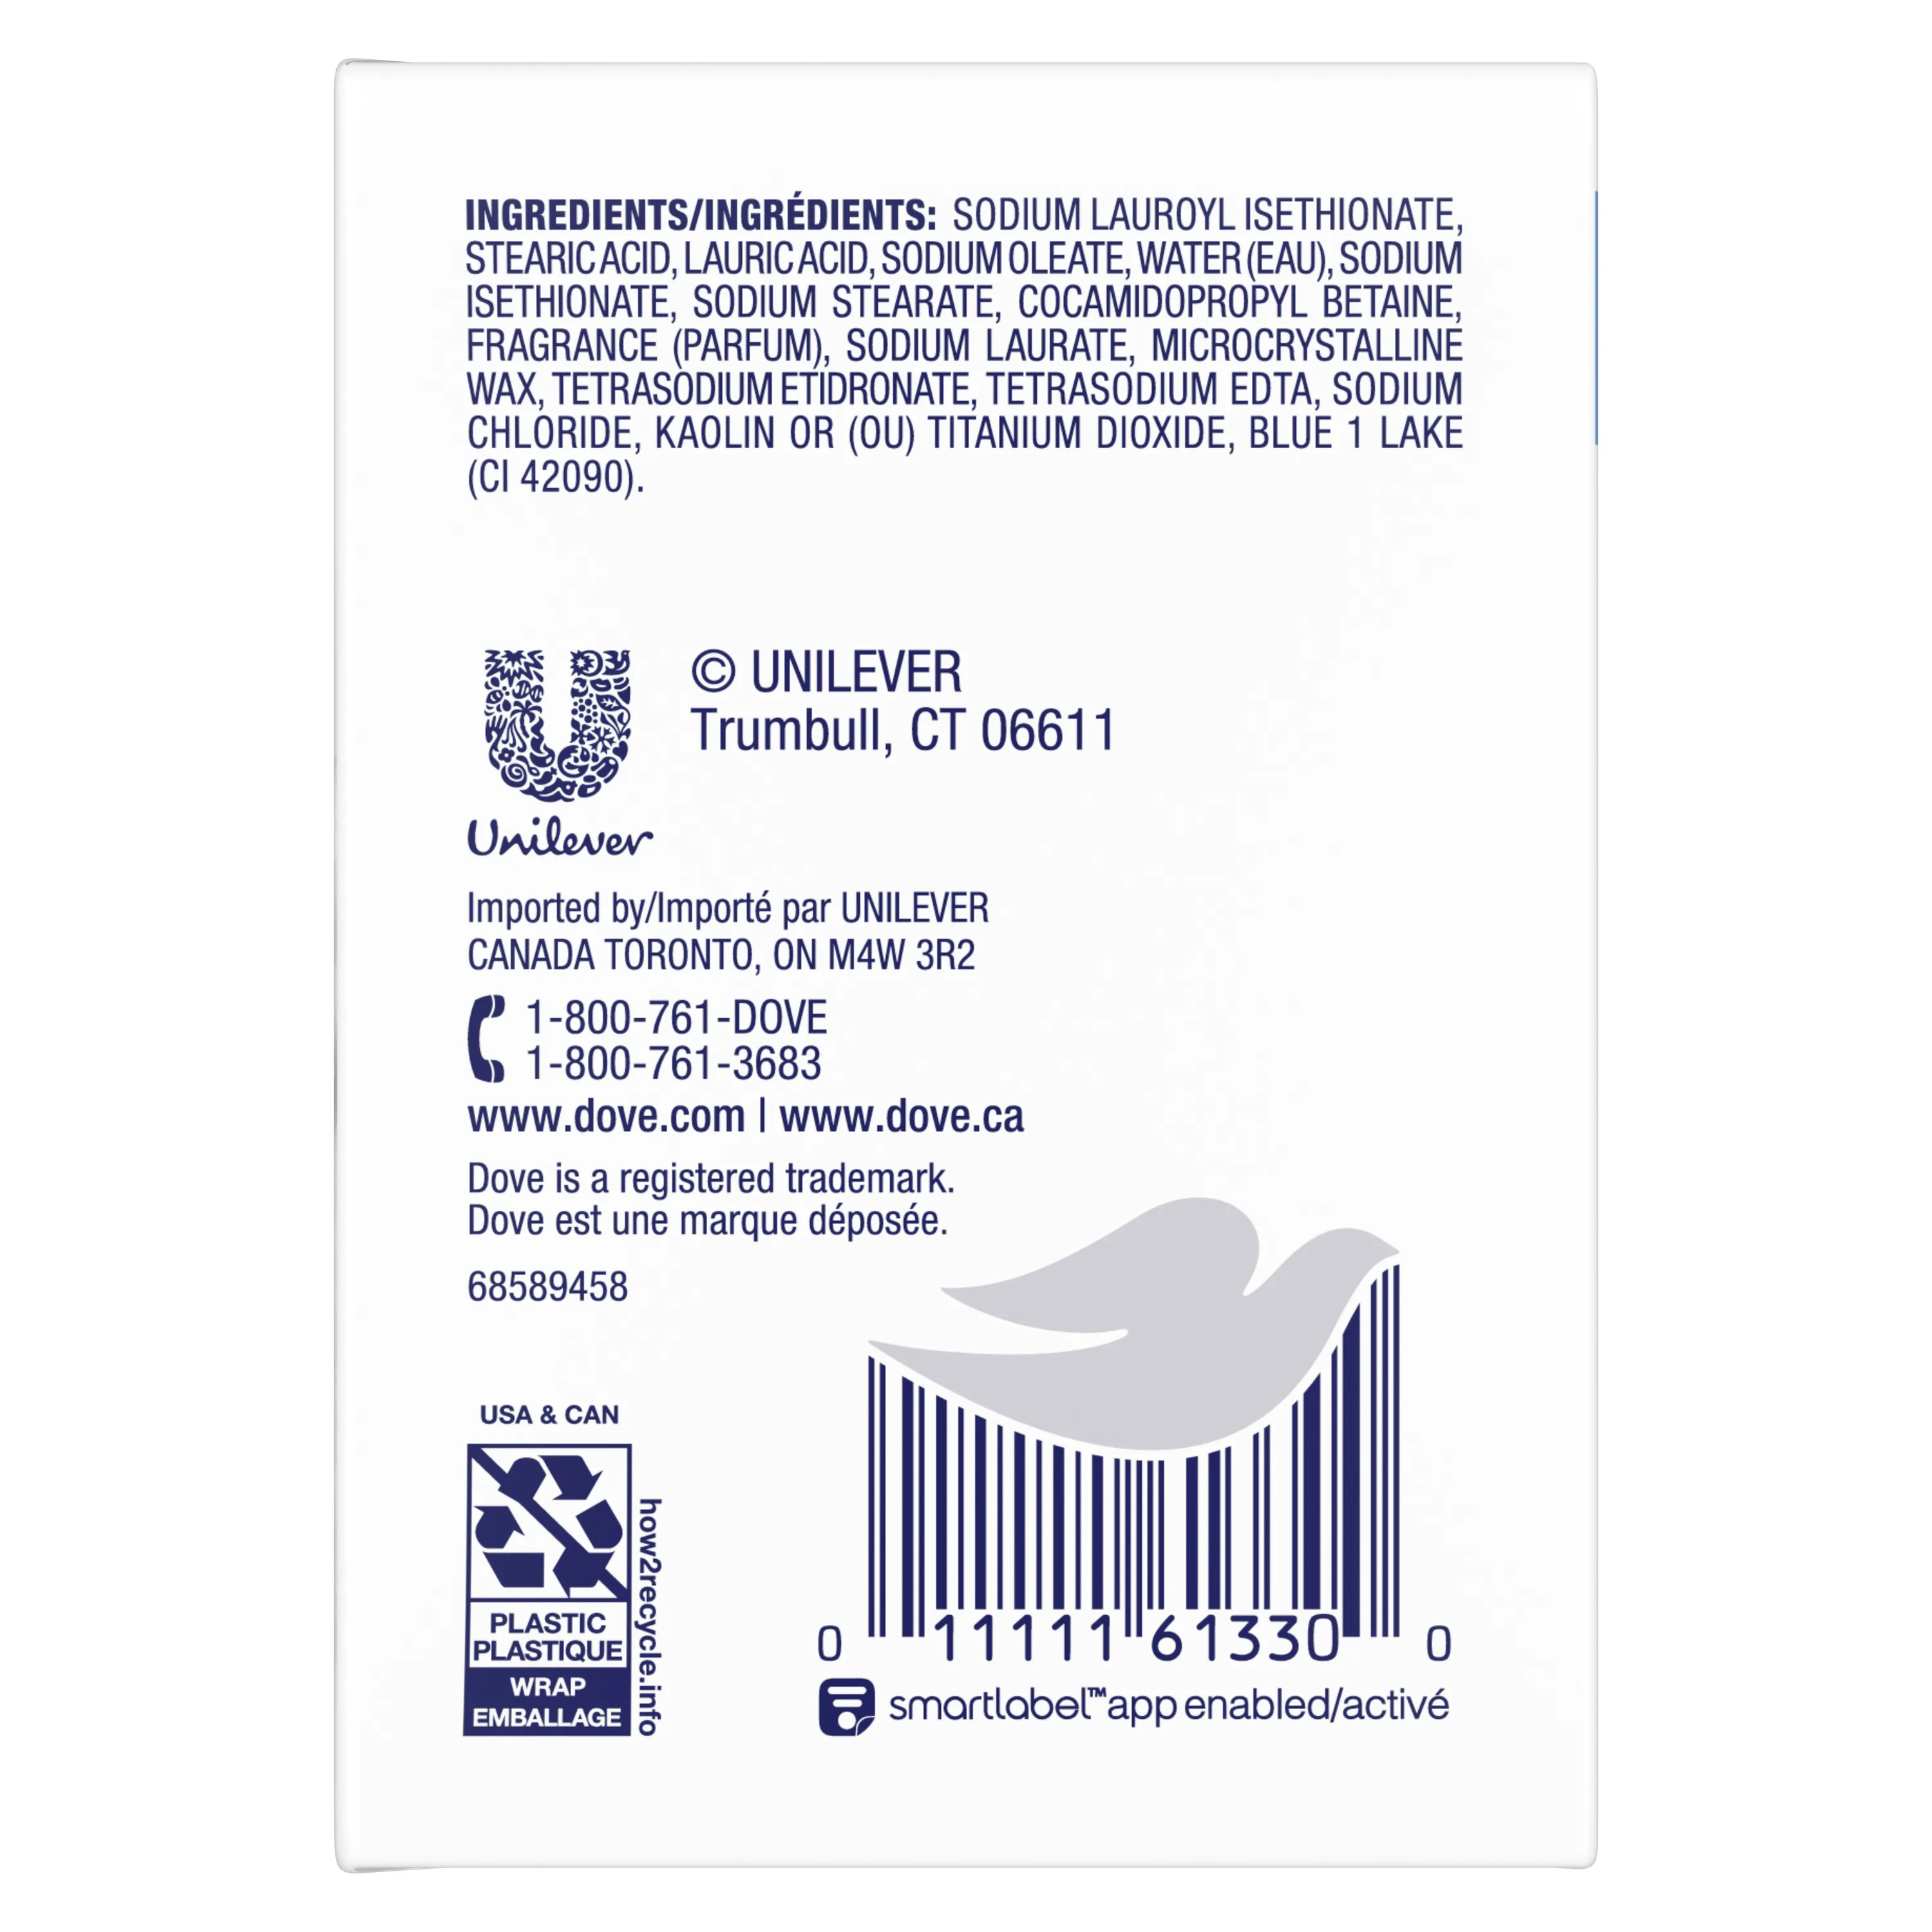 INGREDIENTS/INGRÉDIENTS: SODIUM LAUROYL ISETHIONATE,
STEARIC ACID, LAURIC ACID, SODIUM OLEATE, WATER (EAU), SODIUM
ISETHIONATE, SODIUM STEARATE, COCAMIDOPROPYL BETAINE,
FRAGRANCE (PARFUM), SODIUM LAURATE, MICROCRYSTALLINE
WAX, TETRASODIUM ETIDRONATE, TETRASODIUM EDTA, SODIUM
CHLORIDE, KAOLIN OR (OU) TITANIUM DIOXIDE, BLUE 1 LAKE
(CI 42090).
© UNILEVER
Trumbull, CT 06611
Unilever
Imported by/Importé par UNILEVER
CANADA TORONTO, ON M4W 3R2
1-800-761-DOVE
1-800-761-3683
www.dove.com | www.dove.ca
Dove is a registered trademark.
Dove est une marque déposée.
68589458
USA & CAN
PLASTIC
PLASTIQUE
WRAP
EMBALLAGE
how2recycle.info
0 11111 61330 0
smartlabel™ app enabled/activé